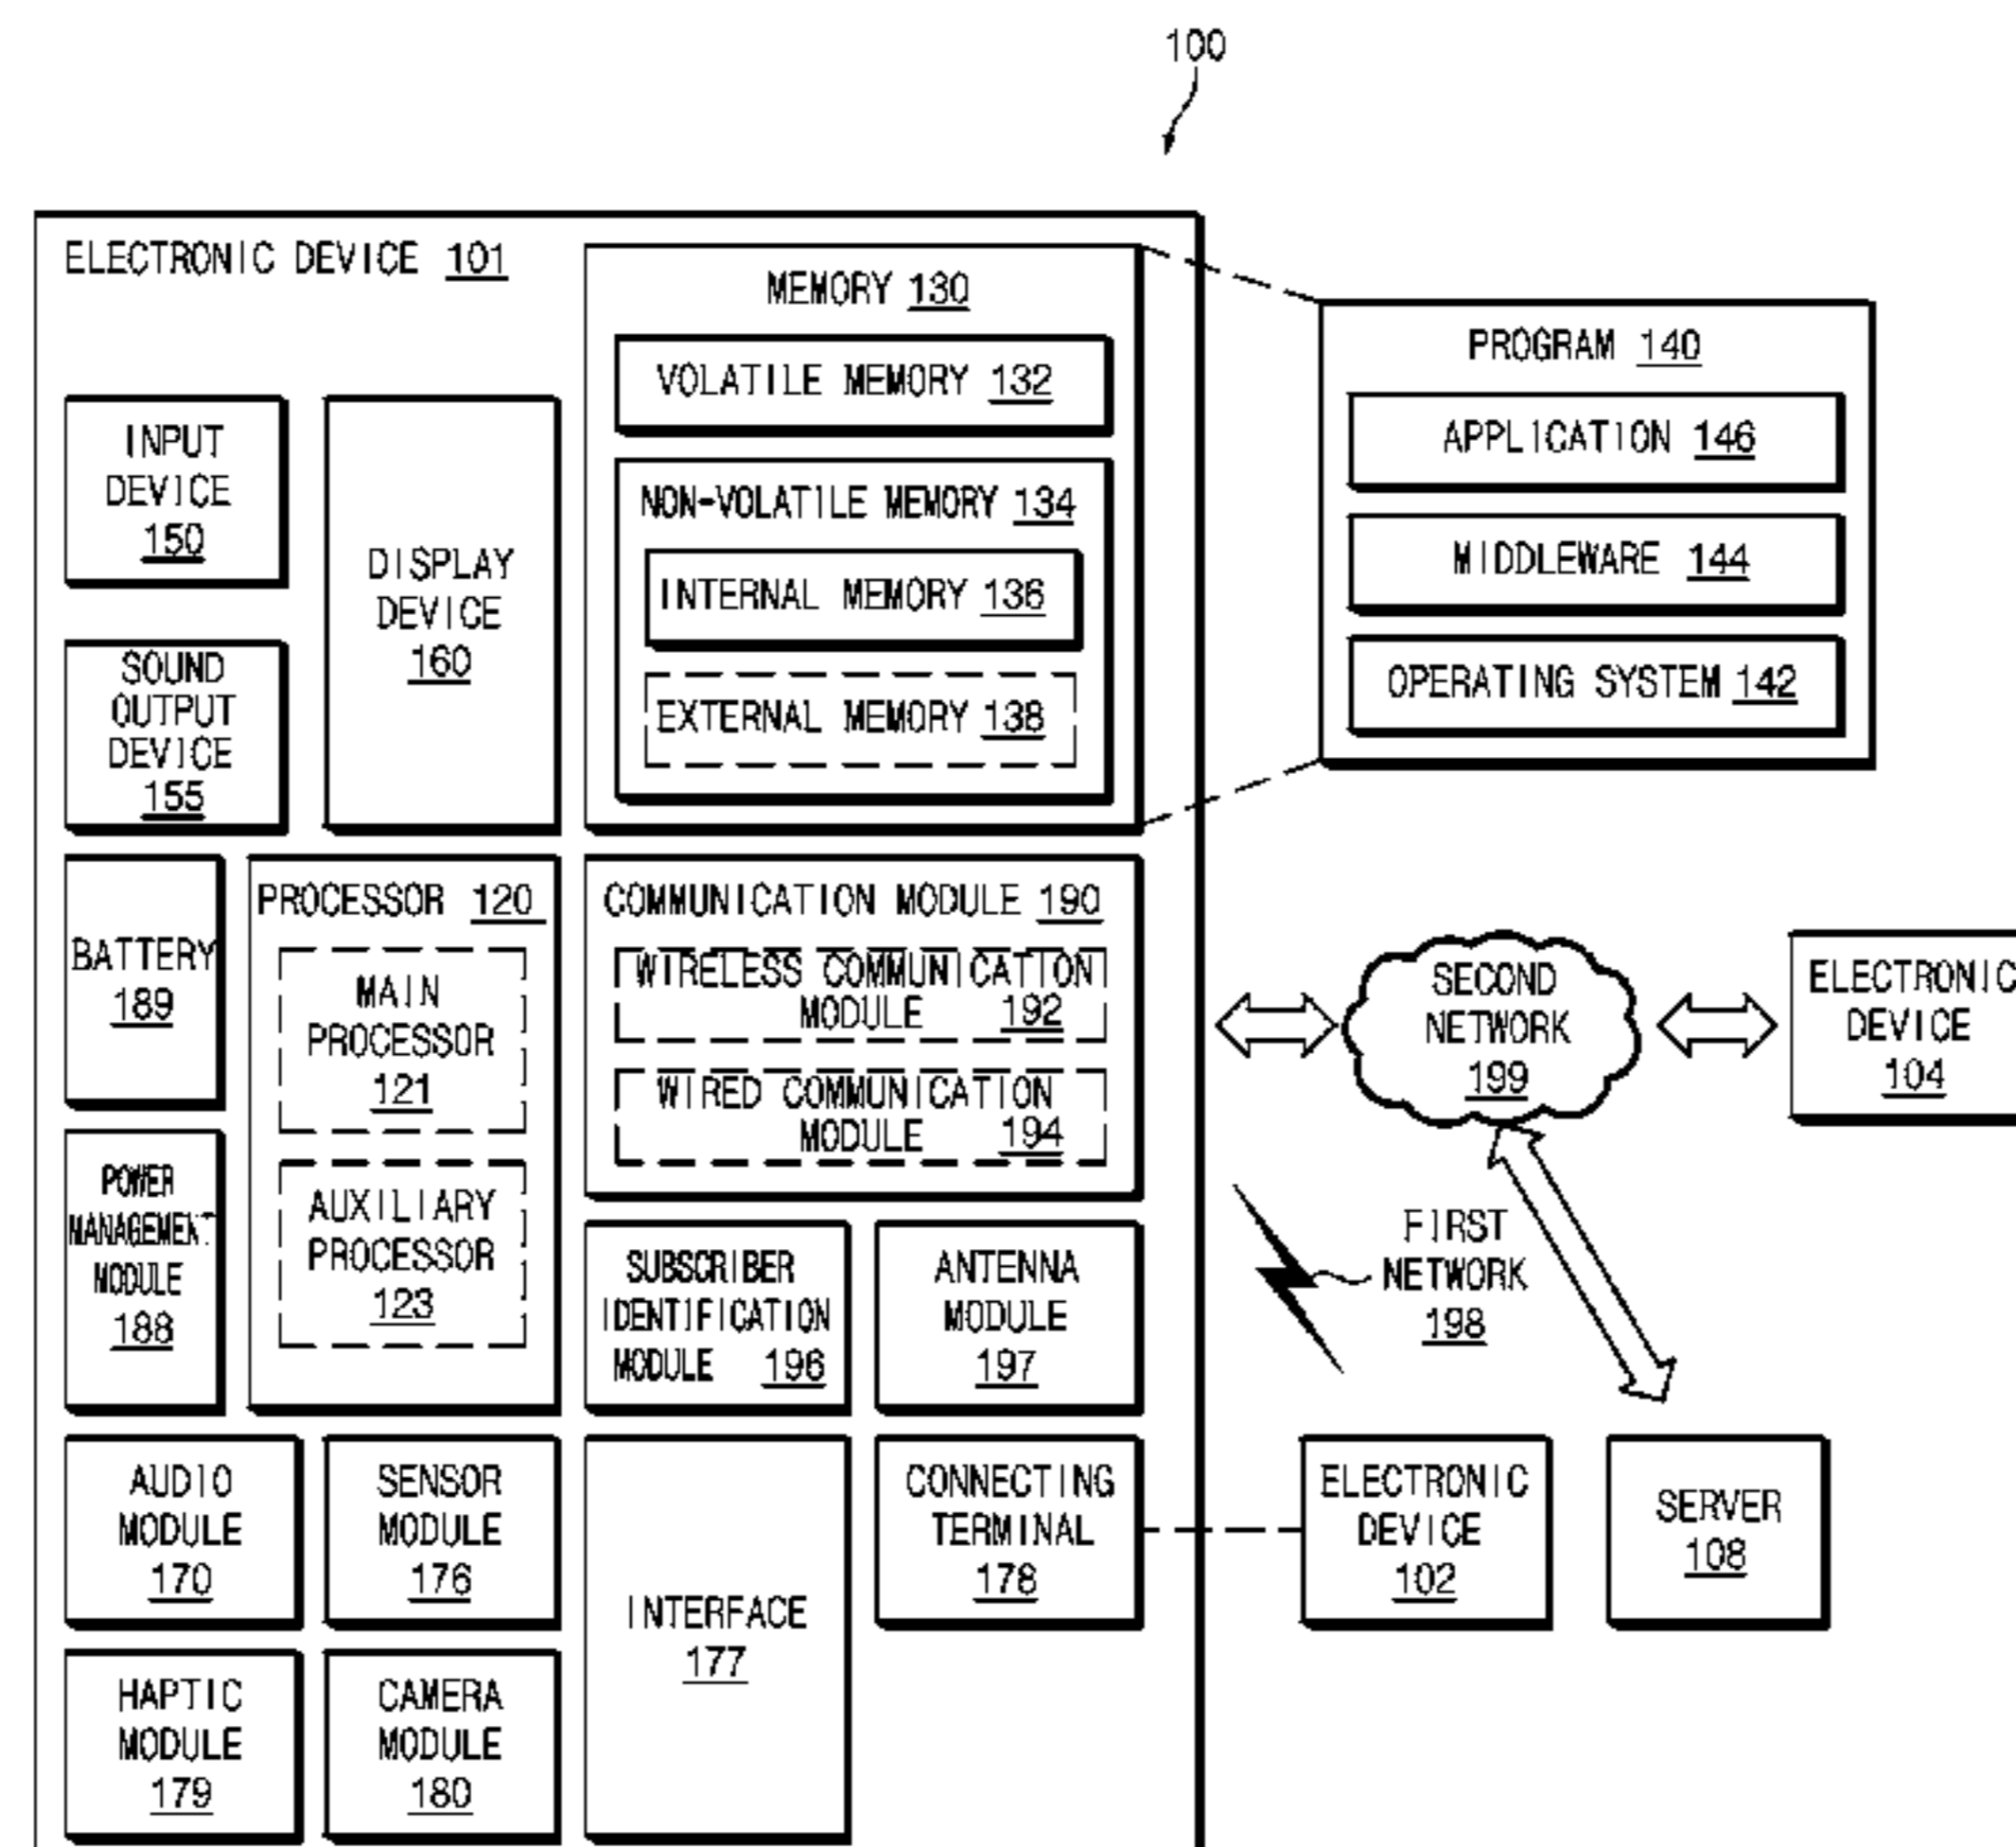 100
ELECTRONIC DEVICE 101
MEMORY 130
VOLATILE MEMORY 132
NON-VOLATILE MEMORY 134
INTERNAL MEMORY 136
EXTERNAL MEMORY 138
PROGRAM 140
APPLICATION 146
MIDDLEWARE 144
OPERATING SYSTEM 142
INPUT
DEVICE
150
SOUND
OUTPUT
DEVICE
155
DISPLAY
DEVICE
160
BATTERY
189
POWER
MANAGEMENT
MODULE
188
PROCESSOR 120
MAIN
PROCESSOR
121
AUXILIARY
PROCESSOR
123
COMMUNICATION MODULE 190
WIRELESS COMMUNICATION
MODULE 192
WIRED COMMUNICATION
MODULE 194
SUBSCRIBER
IDENTIFICATION
MODULE 196
ANTENNA
MODULE
197
SECOND
NETWORK
199
ELECTRONIC
DEVICE
104
FIRST
NETWORK
198
AUDIO
MODULE
170
SENSOR
MODULE
176
INTERFACE
177
CONNECTING
TERMINAL
178
ELECTRONIC
DEVICE
102
SERVER
108
HAPTIC
MODULE
179
CAMERA
MODULE
180